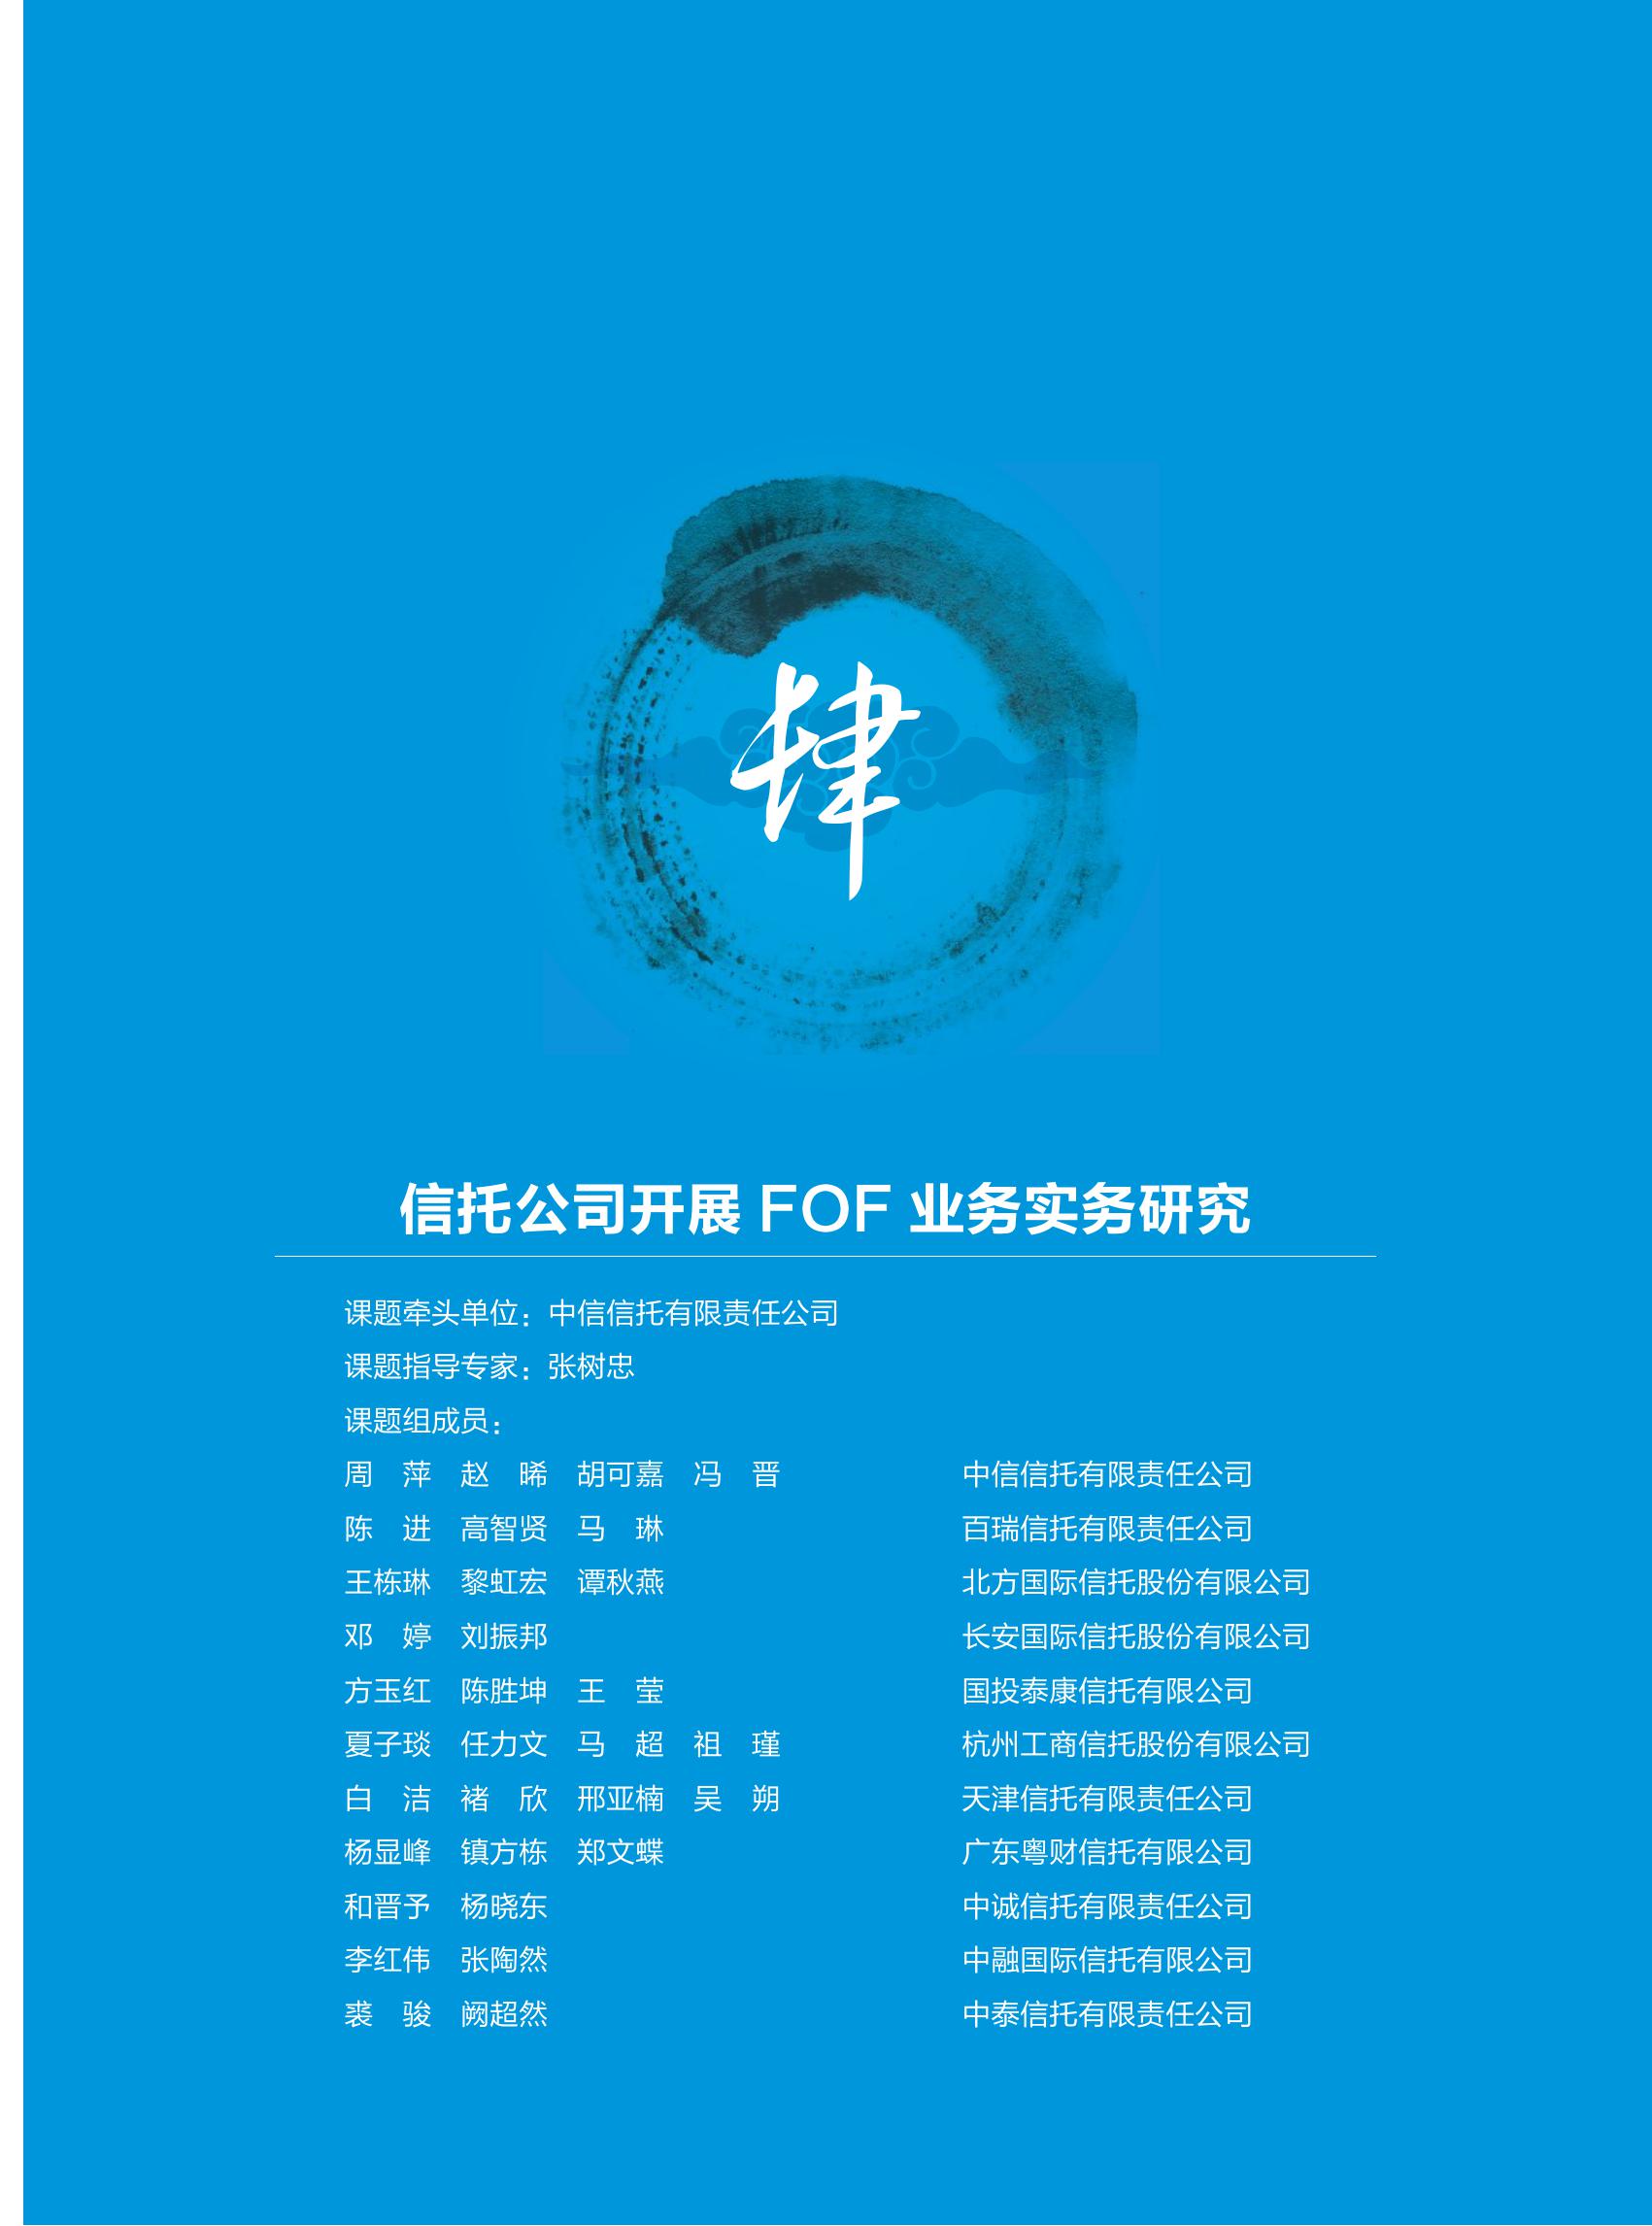 肆
信托公司开展 FOF 业务实务研究
课题牵头单位：中信信托有限责任公司
课题指导专家：张树忠
课题组成员：
周　萍　赵　晞　胡可嘉　冯　晋　中信信托有限责任公司
陈　进　高智贤　马　琳　百瑞信托有限责任公司
王栋琳　黎虹宏　谭秋燕　北方国际信托股份有限公司
邓　婷　刘振邦　长安国际信托股份有限公司
方玉红　陈胜坤　王　莹　国投泰康信托有限公司
夏子琰　任力文　马　超　祖　瑾　杭州工商信托股份有限公司
白　洁　褚　欣　邢亚楠　吴　朔　天津信托有限责任公司
杨显峰　镇方栋　郑文蝶　广东粤财信托有限公司
和晋予　杨晓东　中诚信托有限责任公司
李红伟　张陶然　中融国际信托有限公司
裘　骏　阙超然　中泰信托有限责任公司